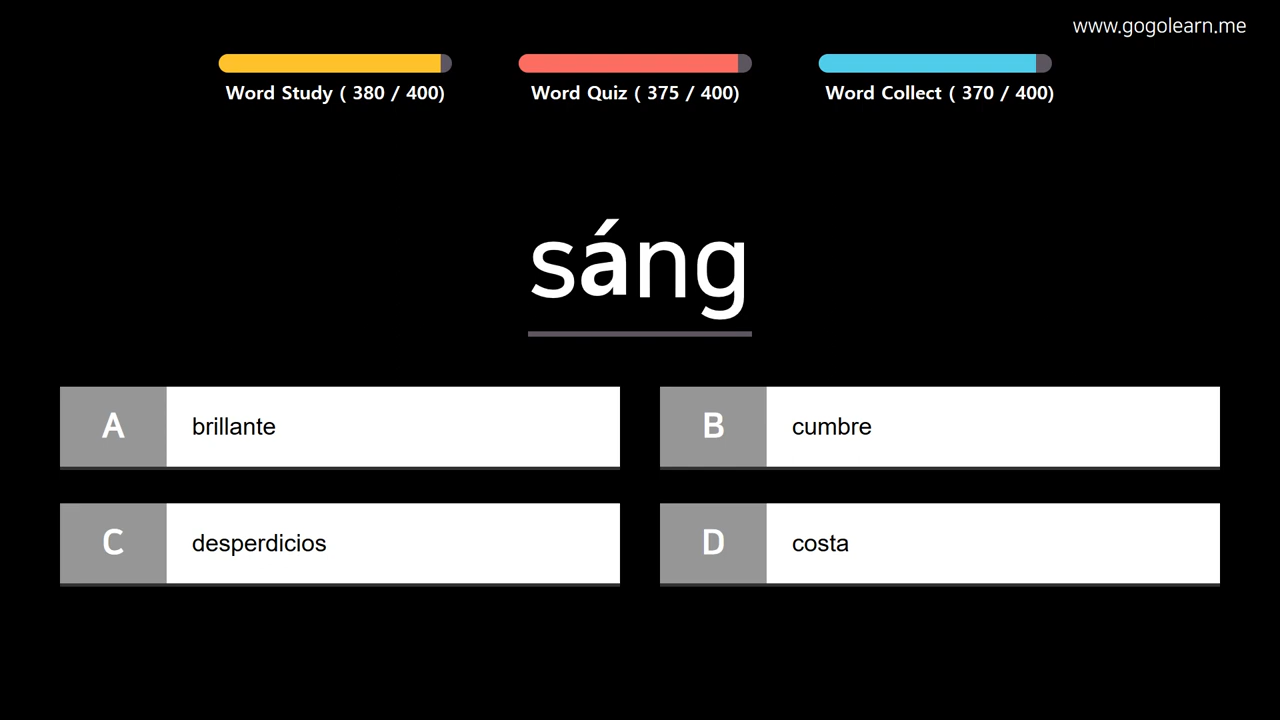 www.gogolearn.me
Word Study ( 380 / 400)
Word Quiz ( 375 / 400)
Word Collect ( 370 / 400)
sáng
A brillante
B cumbre
C desperdicios
D costa